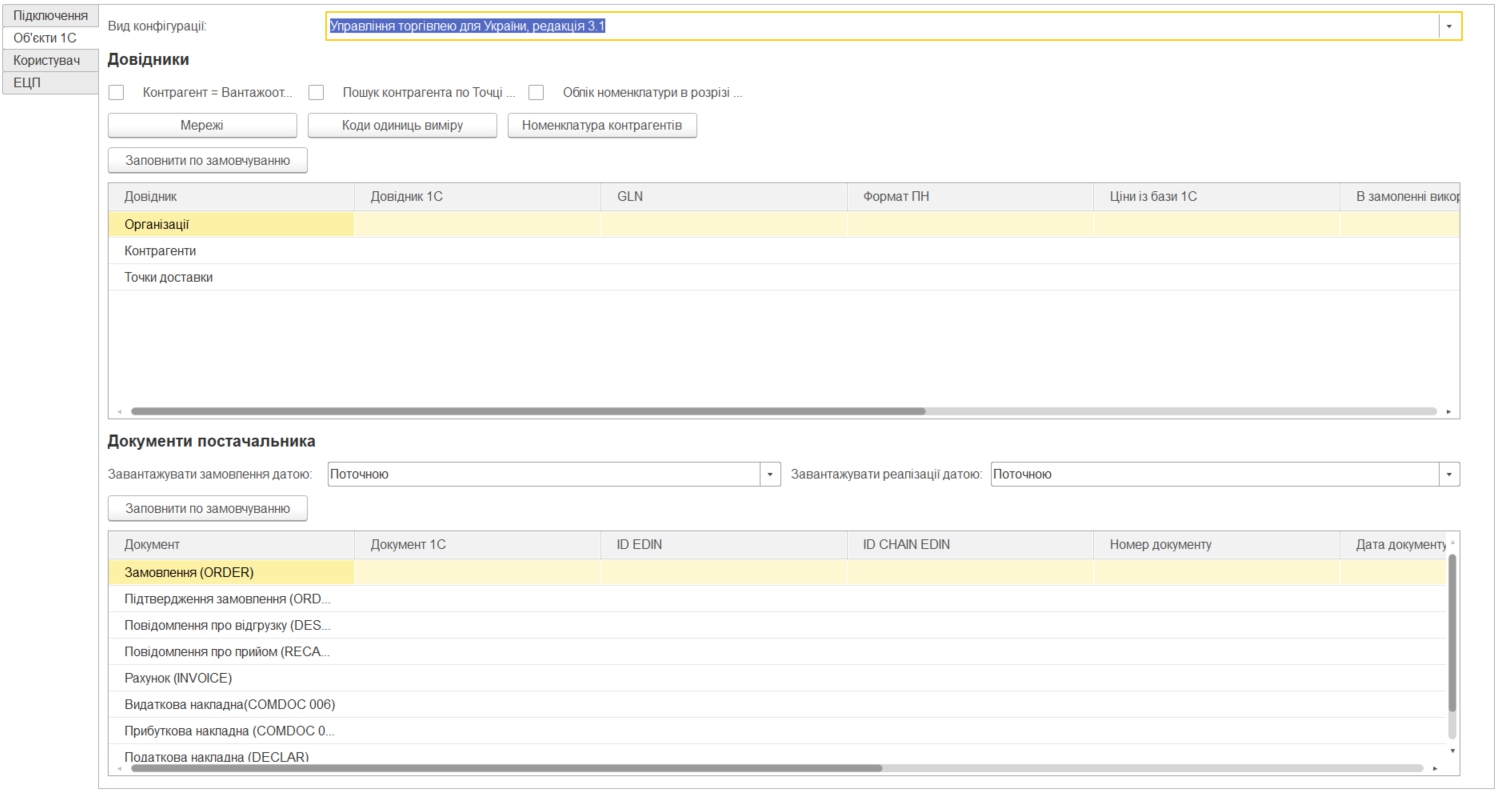 Підключення
Об'єкти 1С
Користувач
ЕЦП
Вид конфігурації: Управління торгівлею для України, редакція 3.1
Довідники
Контрагент = Вантажоот... Пошук контрагента по Точці ... Облік номенклатури в розрізі ...
Мережі Коди одиниць виміру Номенклатура контрагентів
Заповнити по замовчуванню
Довідник Довідник 1С GLN Формат ПН Ціни із бази 1С В замоленні викор
Організації
Контрагенти
Точки доставки
Документи постачальника
Завантажувати замовлення датою: Поточною Завантажувати реалізації датою: Поточною
Заповнити по замовчуванню
Документ Документ 1С ID EDIN ID CHAIN EDIN Номер документу Дата документу
Замовлення (ORDER)
Підтвердження замовлення (ORD...
Повідомлення про відгрузку (DES...
Повідомлення про прийом (RECA...
Рахунок (INVOICE)
Видаткова накладна(COMDOC 006)
Прибуткова накладна (COMDOC 0...
Податкова накладна (DECLAR)